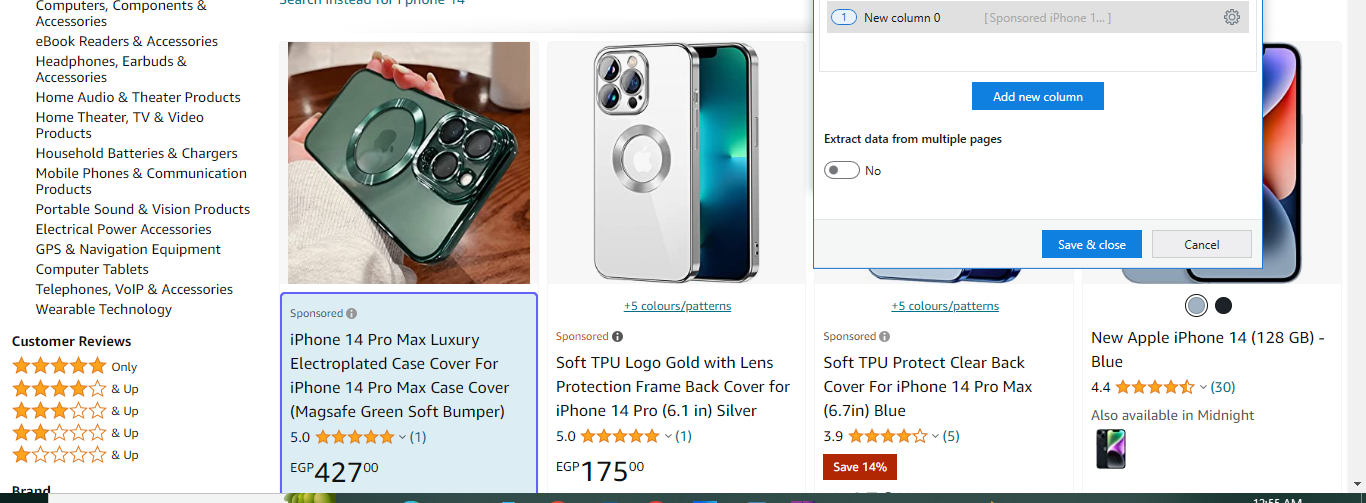 Computers, Components &
Accessories
eBook Readers & Accessories
Headphones, Earbuds &
Accessories
Home Audio & Theater Products
Home Theater, TV & Video
Products
Household Batteries & Chargers
Mobile Phones & Communication
Products
Portable Sound & Vision Products
Electrical Power Accessories
GPS & Navigation Equipment
Computer Tablets
Telephones, VoIP & Accessories
Wearable Technology
Customer Reviews
Only
& Up
& Up
& Up
& Up
Brand
Search instead for i phone 14
Sponsored
iPhone 14 Pro Max Luxury
Electroplated Case Cover For
iPhone 14 Pro Max Case Cover
(Magsafe Green Soft Bumper)
5.0 (1)
EGP42700
+5 colours/patterns
Sponsored
Soft TPU Logo Gold with Lens
Protection Frame Back Cover for
iPhone 14 Pro (6.1 in) Silver
5.0 (1)
EGP17500
+5 colours/patterns
Sponsored
Soft TPU Protect Clear Back
Cover For iPhone 14 Pro Max
(6.7in) Blue
3.9 (5)
Save 14%
New Apple iPhone 14 (128 GB) -
Blue
4.4 (30)
Also available in Midnight
1 New column 0 [Sponsored iPhone 1... ]
Add new column
Extract data from multiple pages
No
Save & close
Cancel
12:55 AM